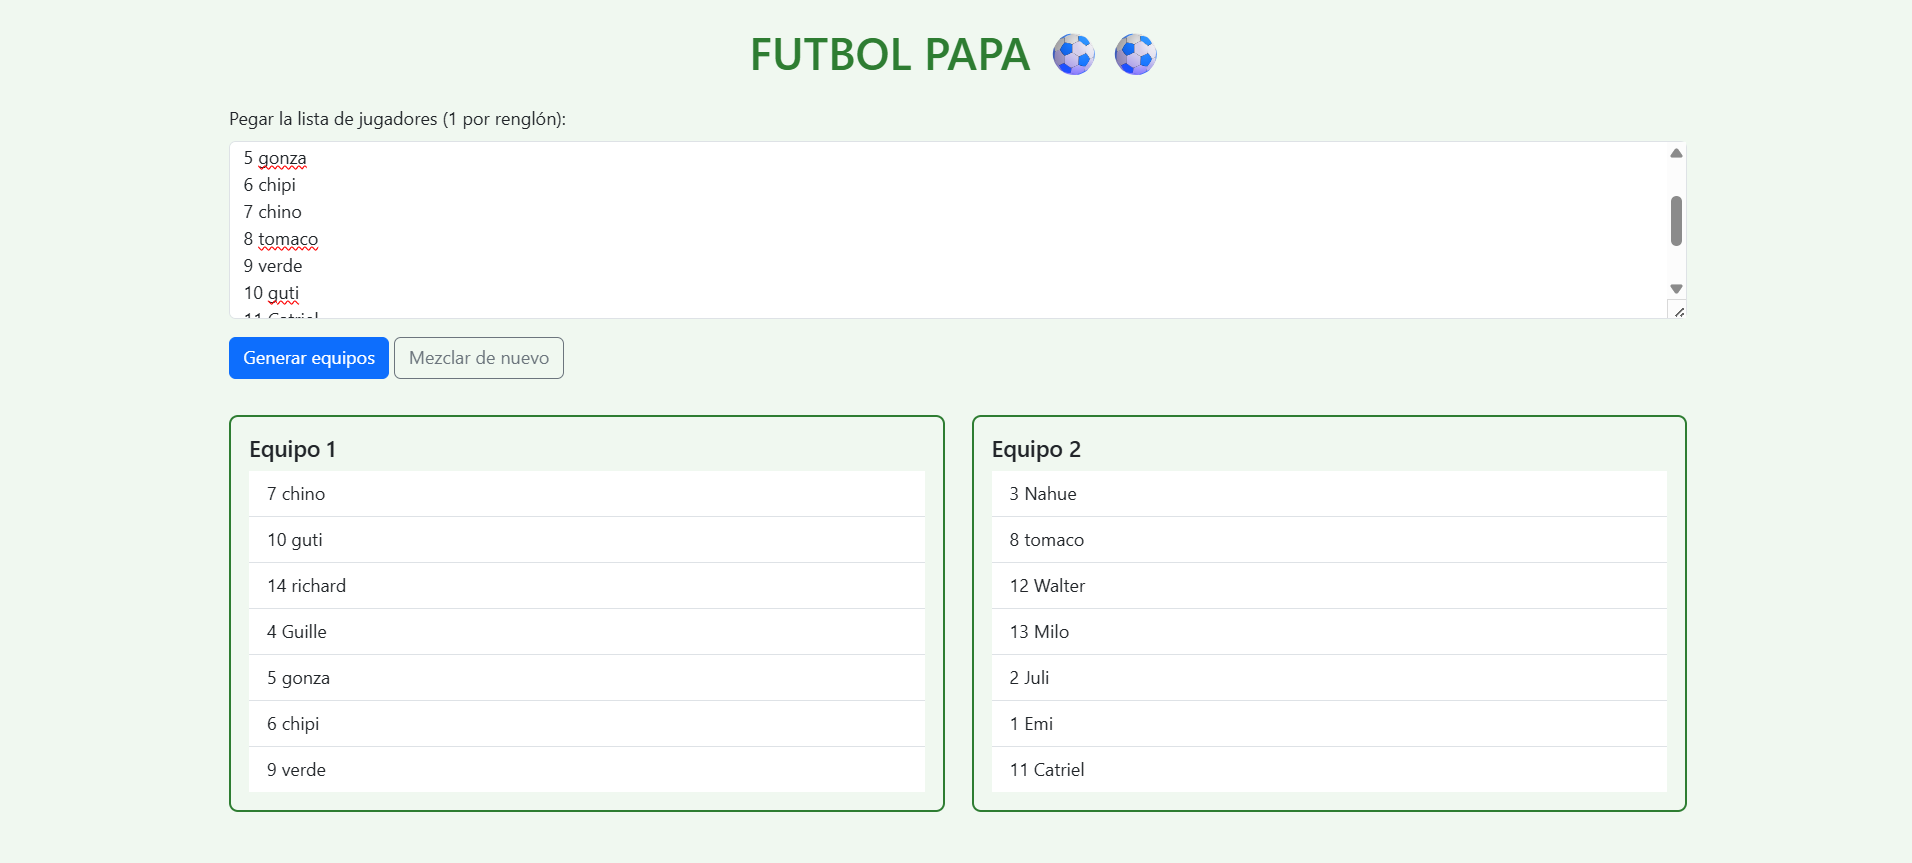 FUTBOL PAPA
Pegar la lista de jugadores (1 por renglón):
5 gonza
6 chipi
7 chino
8 tomaco
9 verde
10 guti
11 Catriel
Generar equipos
Mezclar de nuevo
Equipo 1
7 chino
10 guti
14 richard
4 Guille
5 gonza
6 chipi
9 verde
Equipo 2
3 Nahue
8 tomaco
12 Walter
13 Milo
2 Juli
1 Emi
11 Catriel